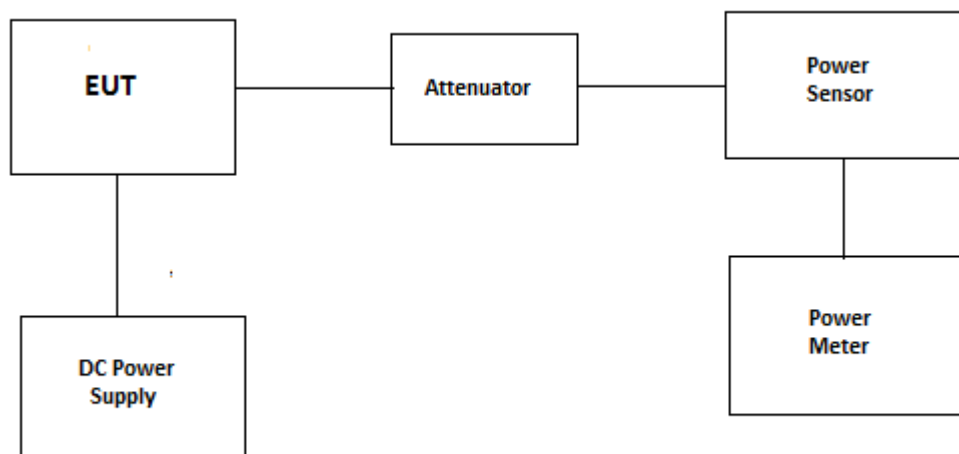 EUT
Attenuator
Power
Sensor
DC Power
Supply
Power
Meter